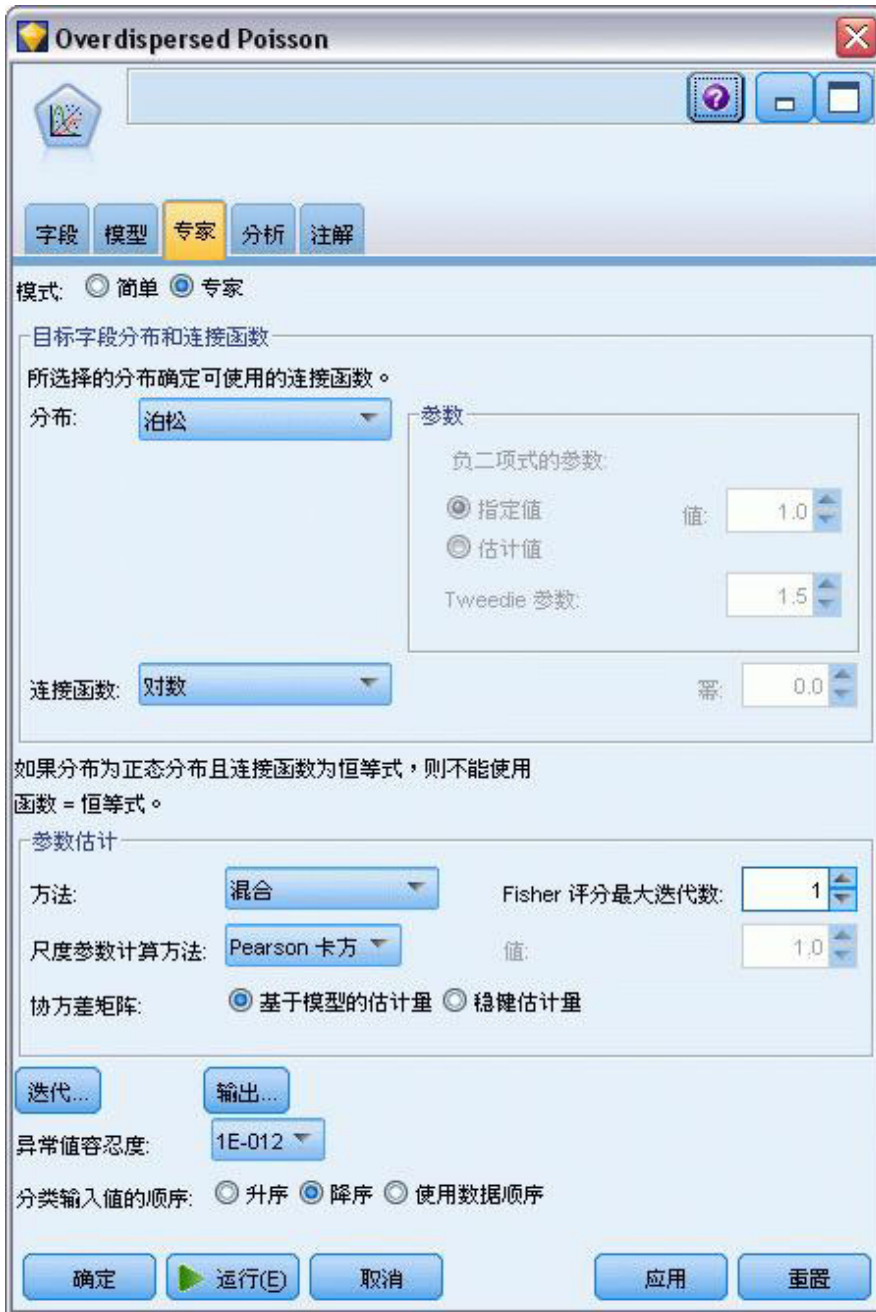 Overdispersed Poisson
字段 模型 专家 分析 注解
模式: 简单 专家
目标字段分布和连接函数
所选择的分布确定可使用的连接函数。
分布: 泊松
参数
负二项式的参数:
指定值 值: 1.0
估计值
Tweedie 参数: 1.5
连接函数: 对数 幂: 0.0
如果分布为正态分布且连接函数为恒等式，则不能使用
函数 = 恒等式。
参数估计
方法: 混合 Fisher 评分最大迭代数: 1
尺度参数计算方法: Pearson 卡方 值: 1.0
协方差矩阵: 基于模型的估计量 稳健估计量
迭代... 输出...
异常值容忍度: 1E-012
分类输入值的顺序: 升序 降序 使用数据顺序
确定 运行(E) 取消 应用 重置